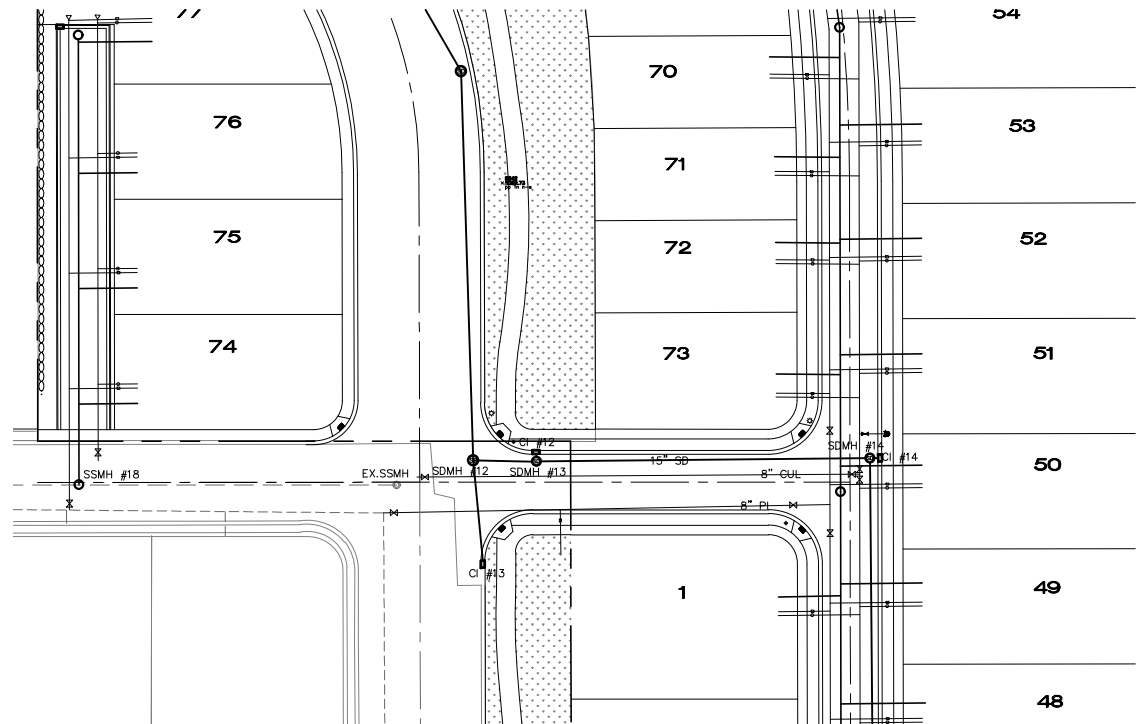 77
54
70
76
53
71
75
52
72
74
73
51
CI #12
SDMH #14
15" SD
CI #14
50
SSMH #18
EX.SSMH
SDMH #12
SDMH #13
8" CUL
8" PI
CI #13
1
49
48